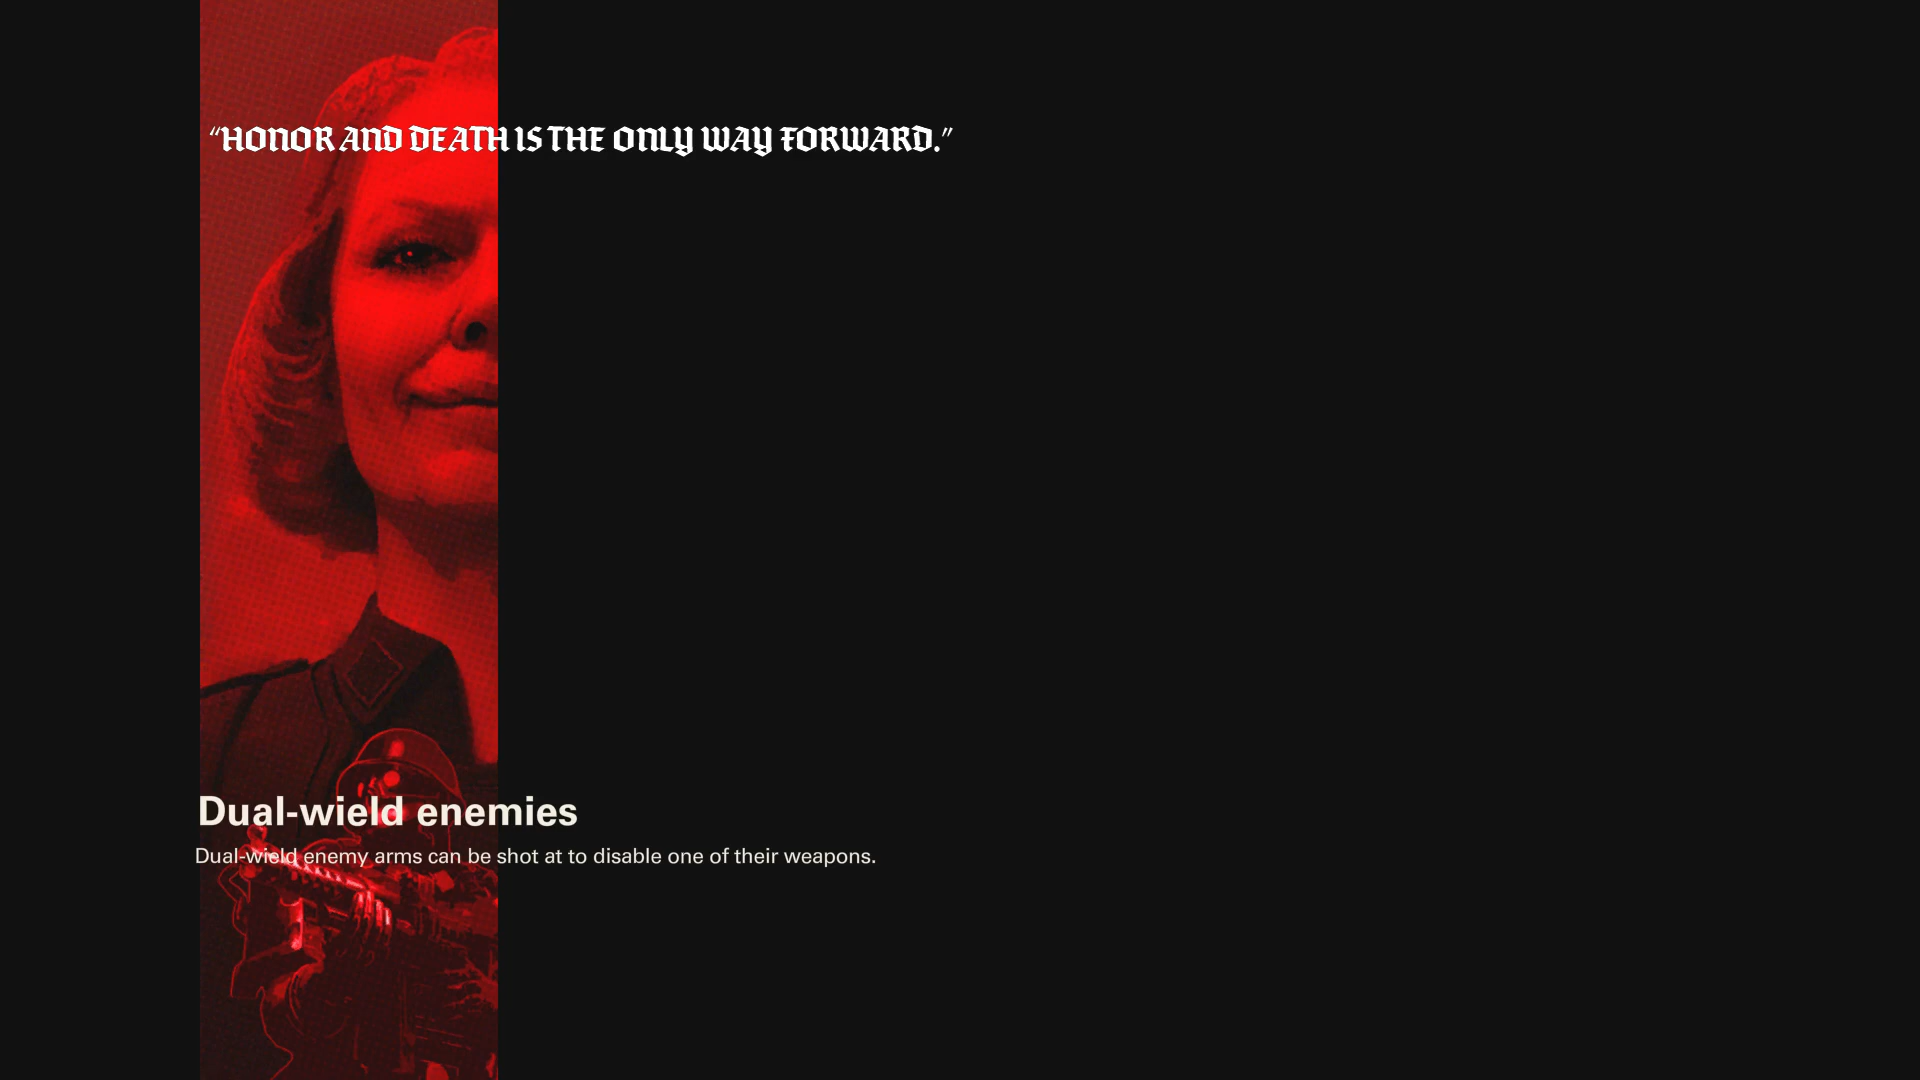 “HONOR AND DEATH IS THE ONLY WAY FORWARD.”
Dual-wield enemies
Dual-wield enemy arms can be shot at to disable one of their weapons.